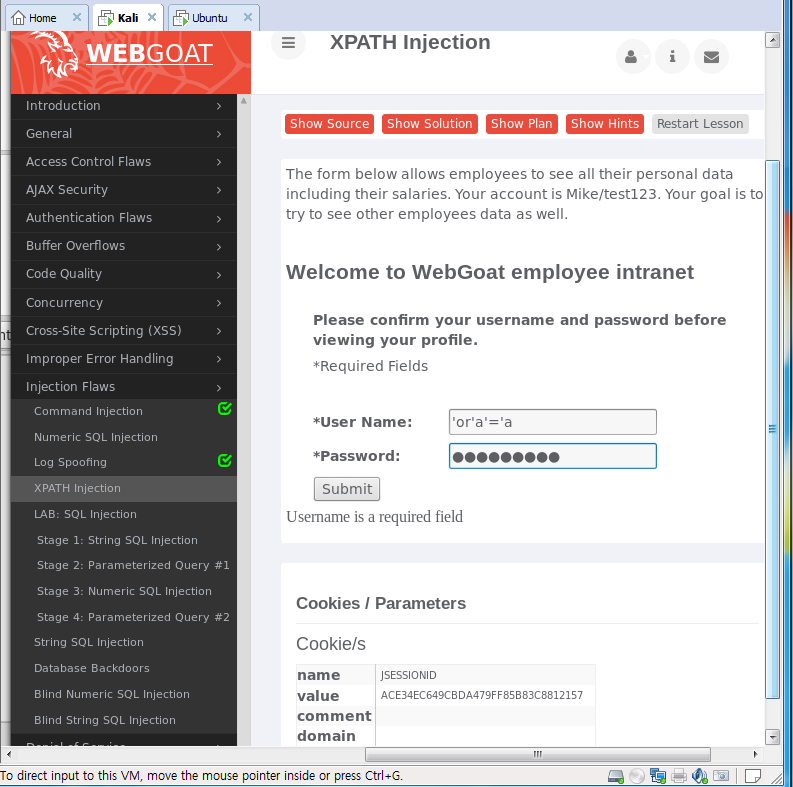 Home
Kali
Ubuntu
WEBGOAT
XPATH Injection
Introduction
General
Access Control Flaws
AJAX Security
Authentication Flaws
Buffer Overflows
Code Quality
Concurrency
Cross-Site Scripting (XSS)
Improper Error Handling
Injection Flaws
Command Injection
Numeric SQL Injection
Log Spoofing
XPATH Injection
LAB: SQL Injection
Stage 1: String SQL Injection
Stage 2: Parameterized Query #1
Stage 3: Numeric SQL Injection
Stage 4: Parameterized Query #2
String SQL Injection
Database Backdoors
Blind Numeric SQL Injection
Blind String SQL Injection
Denial of Service
Show Source
Show Solution
Show Plan
Show Hints
Restart Lesson
The form below allows employees to see all their personal data
including their salaries. Your account is Mike/test123. Your goal is to
try to see other employees data as well.
Welcome to WebGoat employee intranet
Please confirm your username and password before
viewing your profile.
*Required Fields
*User Name: 'or'a'='a
*Password: ●●●●●●●●●
Submit
Username is a required field
Cookies / Parameters
Cookie/s
name JSESSIONID
value ACE34EC649CBDA479FF85B83C8812157
comment
domain
To direct input to this VM, move the mouse pointer inside or press Ctrl+G.